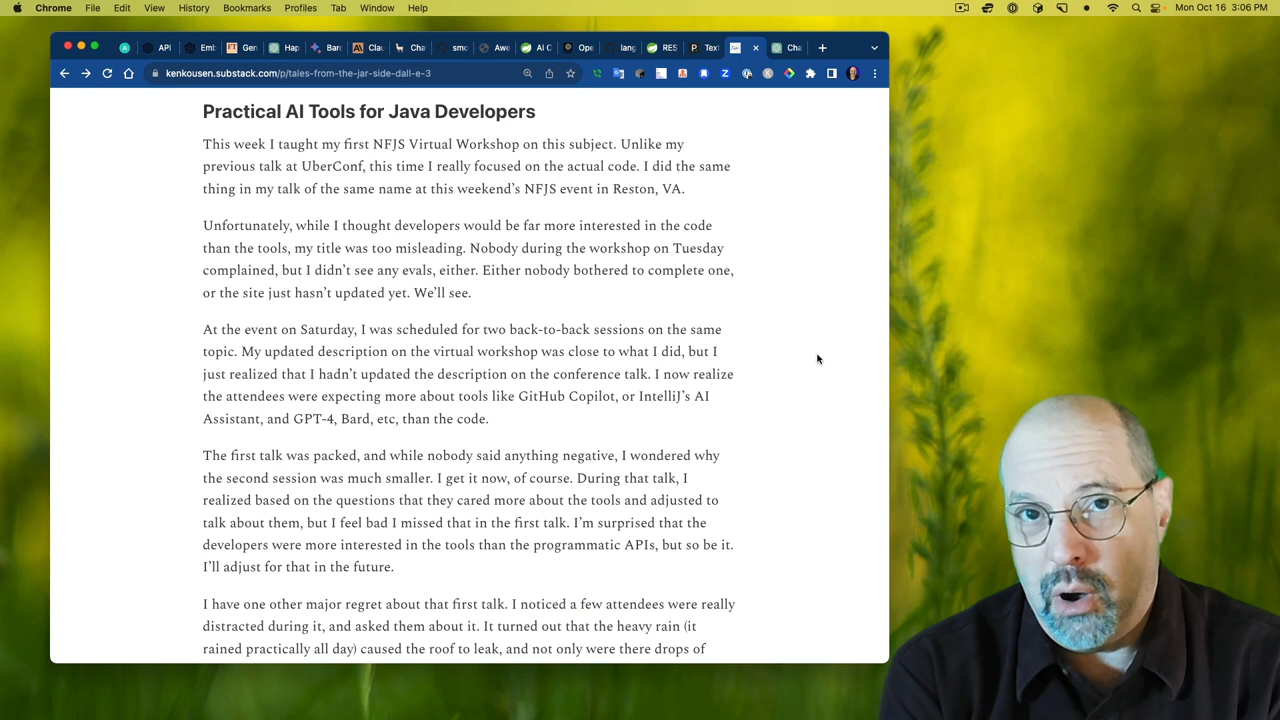 Chrome File Edit View History Bookmarks Profiles Tab Window Help Mon Oct 16 3:06 PM
API Emb Gen Hap Bard Clau Cha smo Awe AI C Ope lang RES Text Cha
kenkousen.substack.com/p/tales-from-the-jar-side-dall-e-3
Practical AI Tools for Java Developers
This week I taught my first NFJS Virtual Workshop on this subject. Unlike my
previous talk at UberConf, this time I really focused on the actual code. I did the same
thing in my talk of the same name at this weekend’s NFJS event in Reston, VA.
Unfortunately, while I thought developers would be far more interested in the code
than the tools, my title was too misleading. Nobody during the workshop on Tuesday
complained, but I didn’t see any evals, either. Either nobody bothered to complete one,
or the site just hasn’t updated yet. We’ll see.
At the event on Saturday, I was scheduled for two back-to-back sessions on the same
topic. My updated description on the virtual workshop was close to what I did, but I
just realized that I hadn’t updated the description on the conference talk. I now realize
the attendees were expecting more about tools like GitHub Copilot, or IntelliJ’s AI
Assistant, and GPT-4, Bard, etc, than the code.
The first talk was packed, and while nobody said anything negative, I wondered why
the second session was much smaller. I get it now, of course. During that talk, I
realized based on the questions that they cared more about the tools and adjusted to
talk about them, but I feel bad I missed that in the first talk. I’m surprised that the
developers were more interested in the tools than the programmatic APIs, but so be it.
I’ll adjust for that in the future.
I have one other major regret about that first talk. I noticed a few attendees were really
distracted during it, and asked them about it. It turned out that the heavy rain (it
rained practically all day) caused the roof to leak, and not only were there drops of